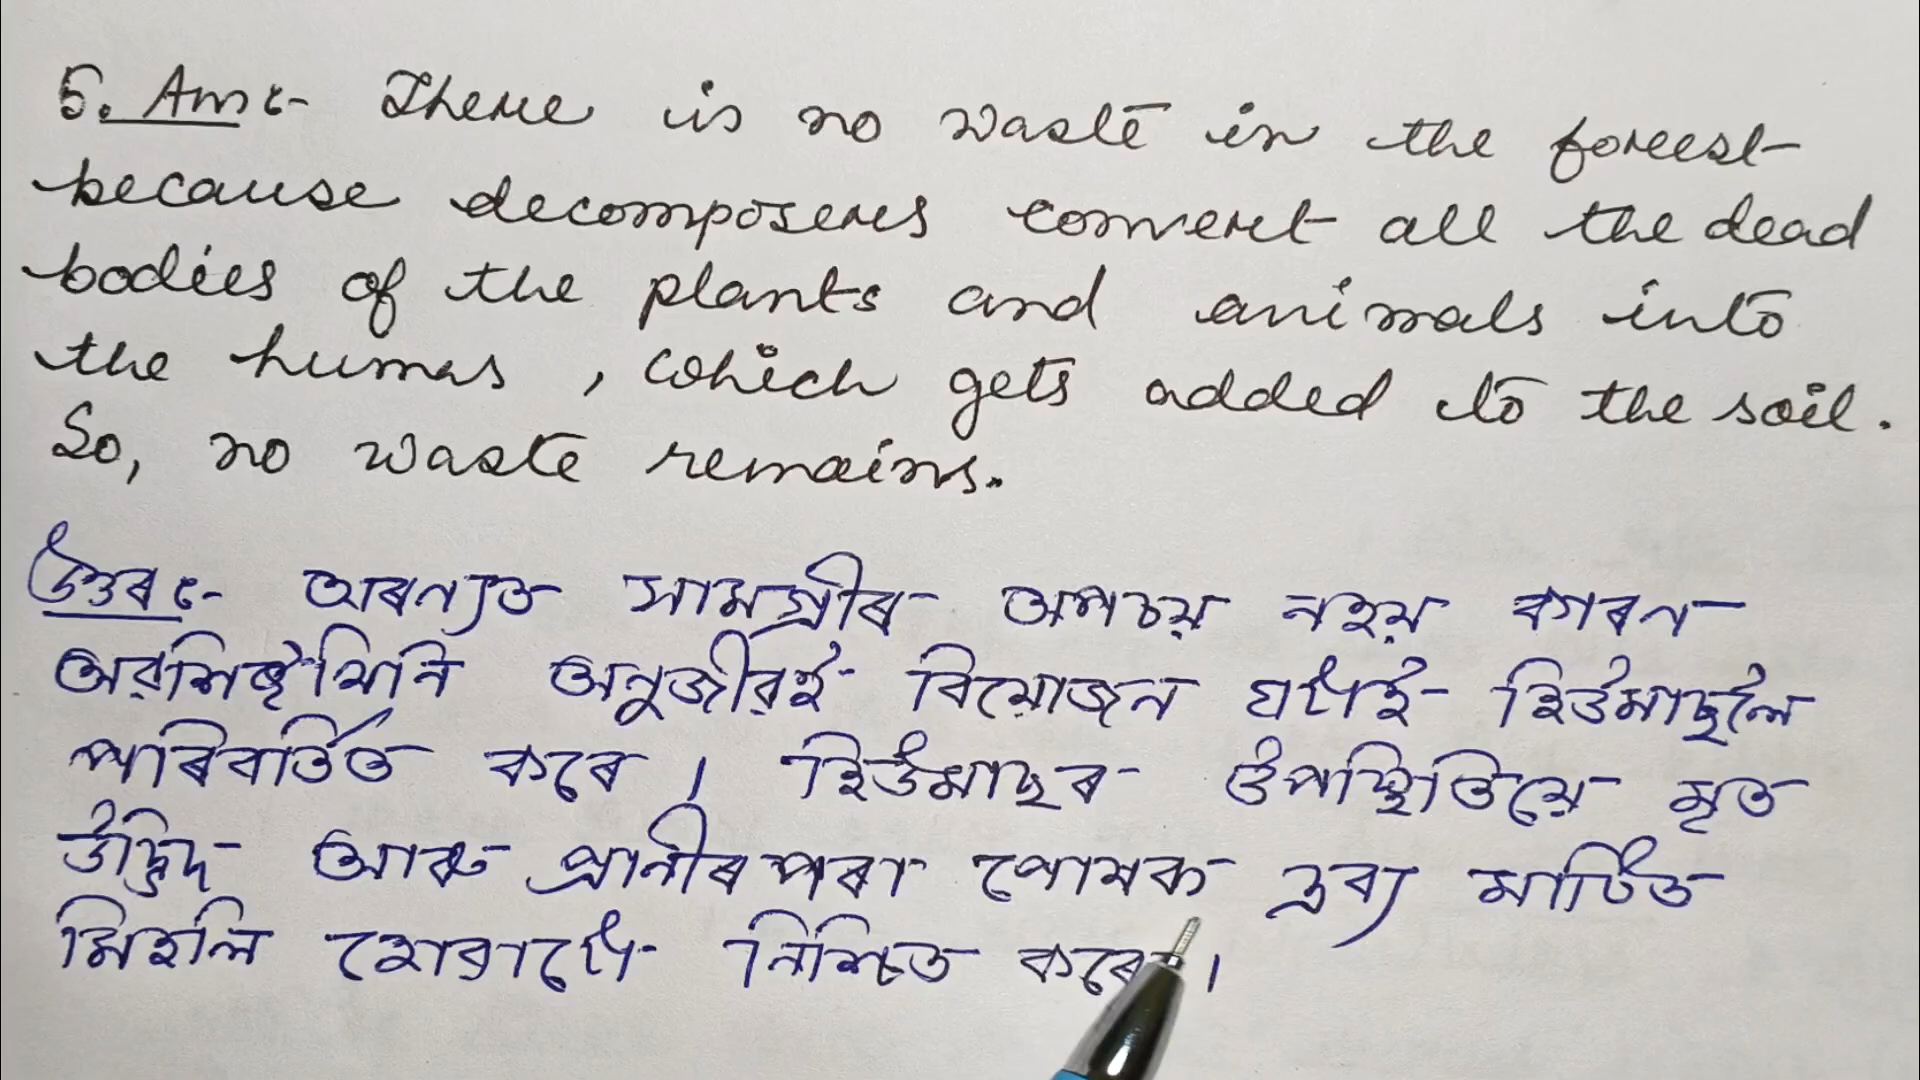 5. Ans:- There is no waste in the forest
because decomposers convert all the dead
bodies of the plants and animals into
the humus, which gets added to the soil.
So, no waste remains.
উত্তৰঃ- অৰণ্যত সামগ্ৰীৰ অপচয় নহয় কাৰণ
অৱশিষ্টখিনি অনুজীৱই বিয়োজন ঘটাই হিউমাছলৈ
পৰিবৰ্তিত কৰে। হিউমাছৰ উপস্থিতিয়ে মৃত
উদ্ভিদ আৰু প্ৰাণীৰ পৰা পোষক দ্ৰব্য মাটিত
মিহলি হোৱাটো নিশ্চিত কৰে।